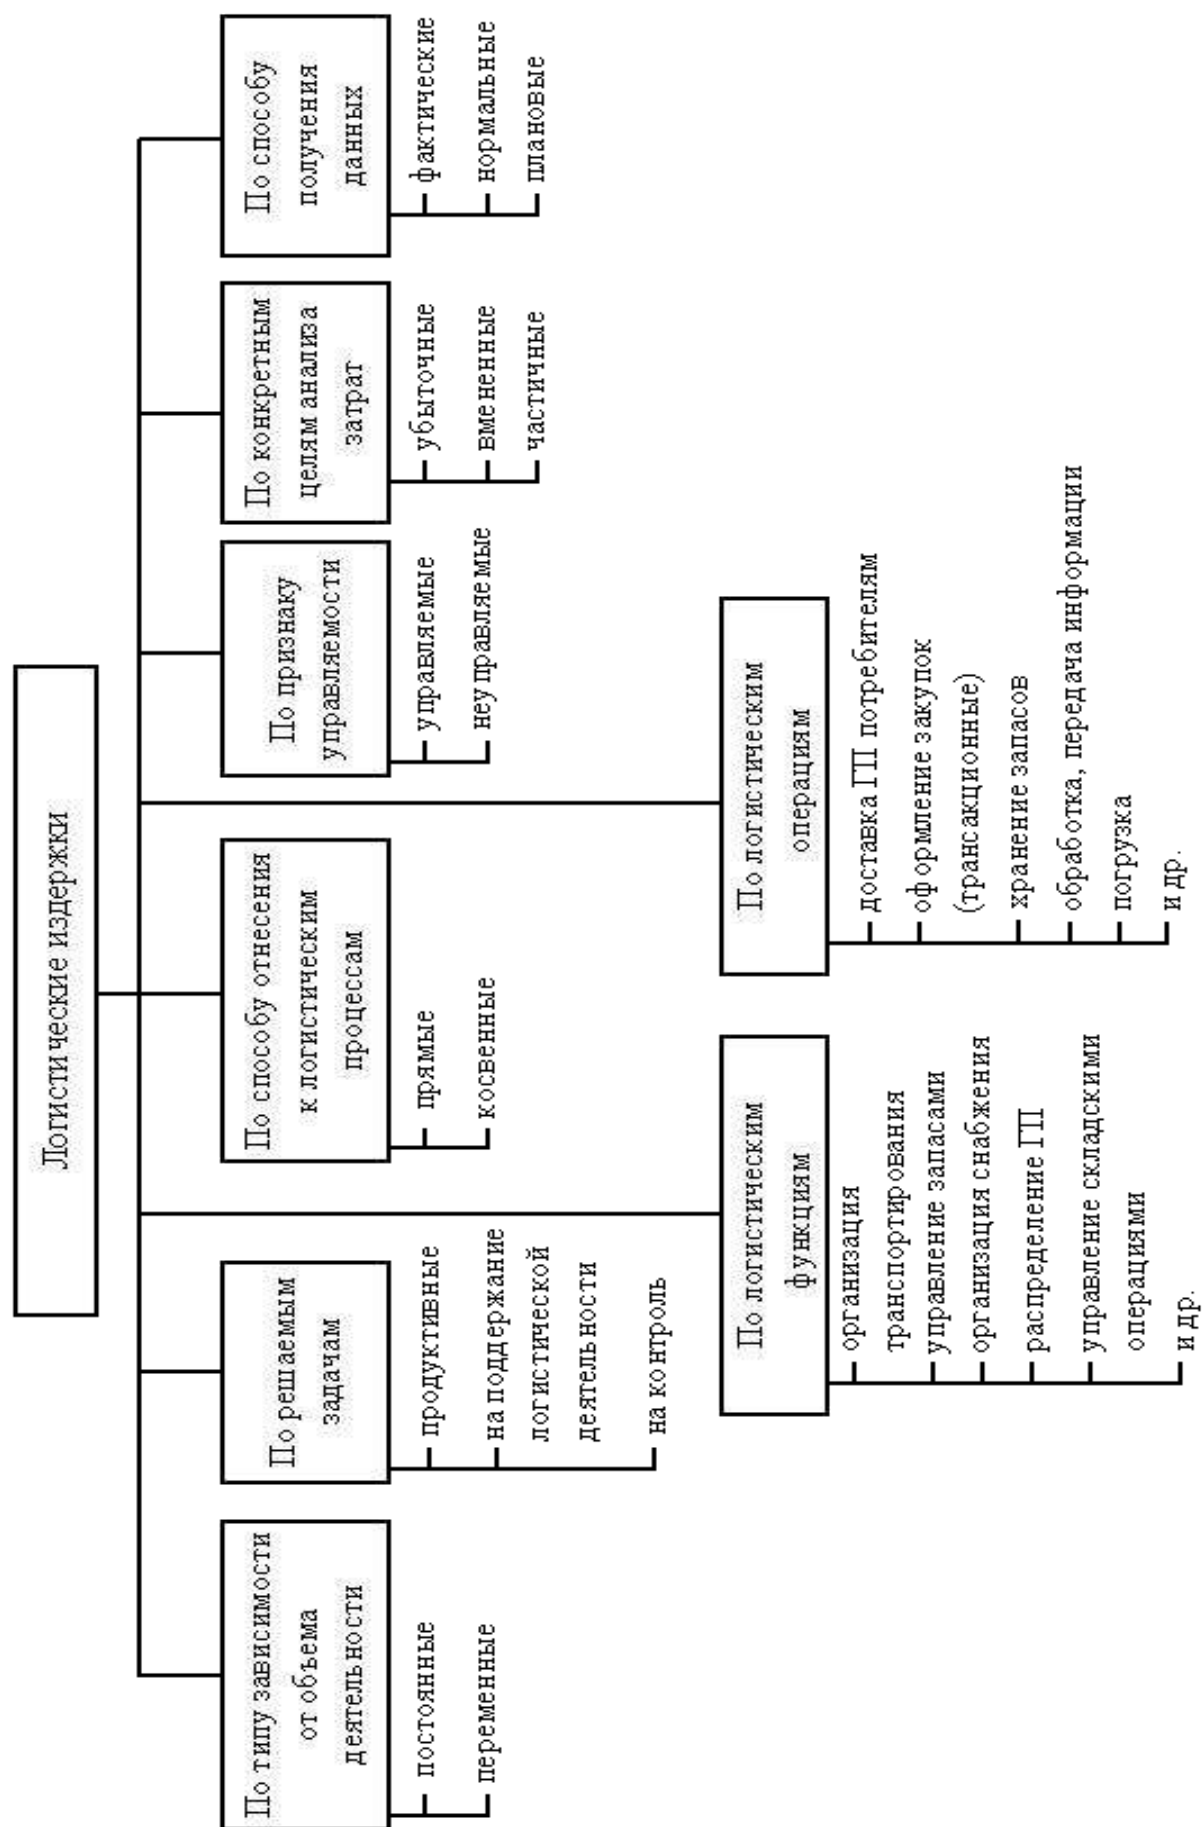 Логистические издержки
По типу зависимости
от объема
деятельности
постоянные
переменные
По решаемым
задачам
продуктивные
на поддержание
логистической
деятельности
на контроль
По способу отнесения
к логистическим
процессам
прямые
косвенные
По признаку
управляемости
управляемые
неуправляемые
По конкретным
целям анализа
затрат
убыточные
вмененные
частичные
По способу
получения
данных
фактические
нормальные
плановые
По логистическим
функциям
организация
транспортирования
управление запасами
организация снабжения
распределение ГП
управление складскими
операциями
и др.
По логистическим
операциям
доставка ГП потребителям
оформление закупок
(трансакционные)
хранение запасов
обработка, передача информации
погрузка
и др.